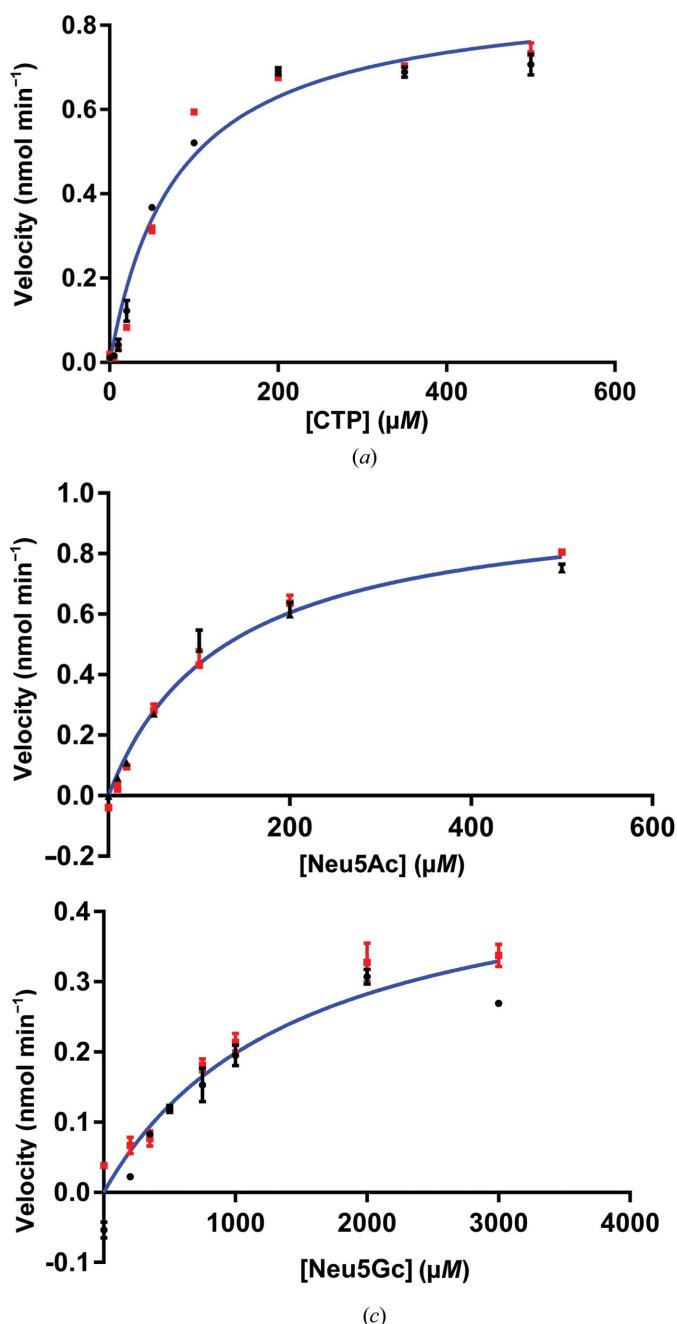 0.8
0.6
0.4
0.2
0.0
Velocity (nmol min⁻¹)
0 200 400 600
[CTP] (µM)
(a)
1.0
0.8
0.6
0.4
0.2
0.0
–0.2
Velocity (nmol min⁻¹)
200 400 600
[Neu5Ac] (µM)
0.4
0.3
0.2
0.1
0.0
-0.1
Velocity (nmol min⁻¹)
1000 2000 3000 4000
[Neu5Gc] (µM)
(c)